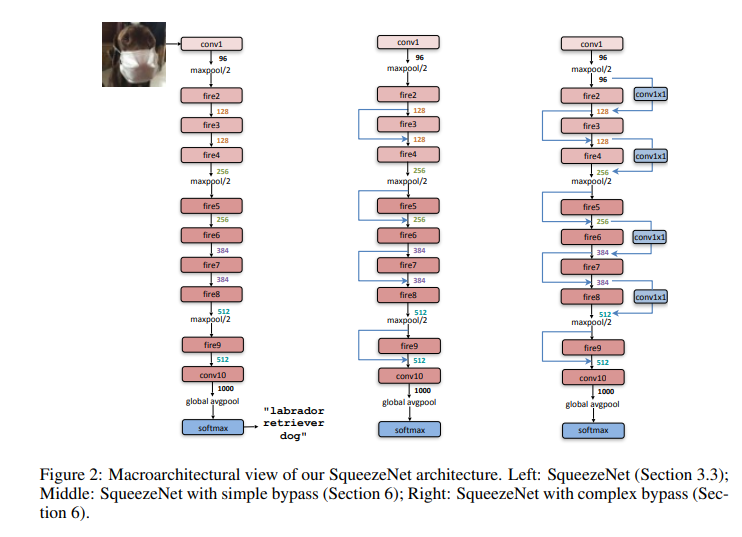 conv1
96
maxpool/2
fire2
128
fire3
128
fire4
256
maxpool/2
fire5
256
fire6
384
fire7
384
fire8
512
maxpool/2
fire9
512
conv10
1000
global avgpool
softmax
"labrador
retriever
dog"
conv1
96
maxpool/2
fire2
128
fire3
128
fire4
256
maxpool/2
fire5
256
fire6
384
fire7
384
fire8
512
maxpool/2
fire9
512
conv10
1000
global avgpool
softmax
conv1
96
maxpool/2
96
fire2
conv1x1
128
fire3
128
fire4
conv1x1
256
maxpool/2
fire5
256
fire6
conv1x1
384
fire7
384
fire8
conv1x1
512
maxpool/2
fire9
512
conv10
1000
global avgpool
softmax
Figure 2: Macroarchitectural view of our SqueezeNet architecture. Left: SqueezeNet (Section 3.3);
Middle: SqueezeNet with simple bypass (Section 6); Right: SqueezeNet with complex bypass (Sec-
tion 6).